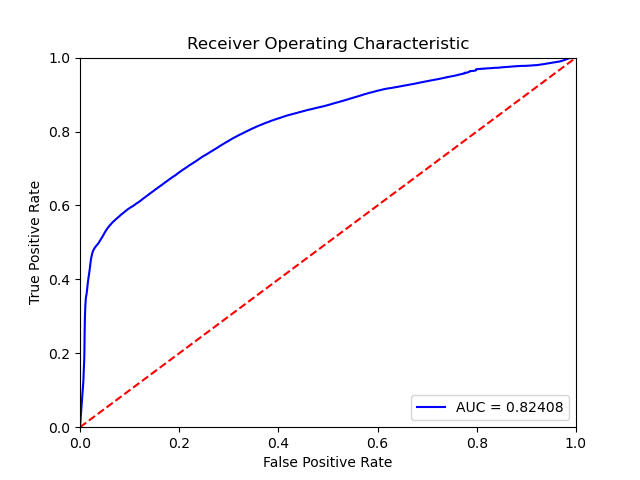 Receiver Operating Characteristic
1.0
0.8
0.6
0.4
0.2
0.0
True Positive Rate
AUC = 0.82408
0.0 0.2 0.4 0.6 0.8 1.0
False Positive Rate